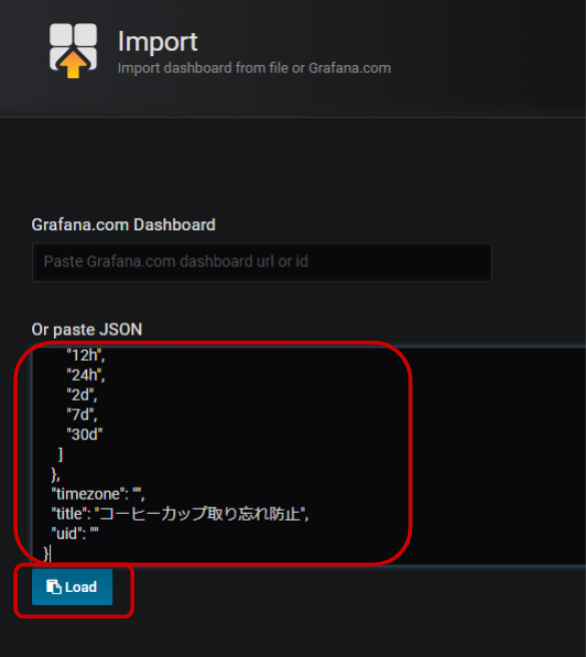 Import
Import dashboard from file or Grafana.com
Grafana.com Dashboard
Paste Grafana.com dashboard url or id
Or paste JSON
"12h",
"24h",
"2d",
"7d",
"30d"
]
},
"timezone": "",
"title": "コーヒーカップ取り忘れ防止",
"uid": ""
}
Load